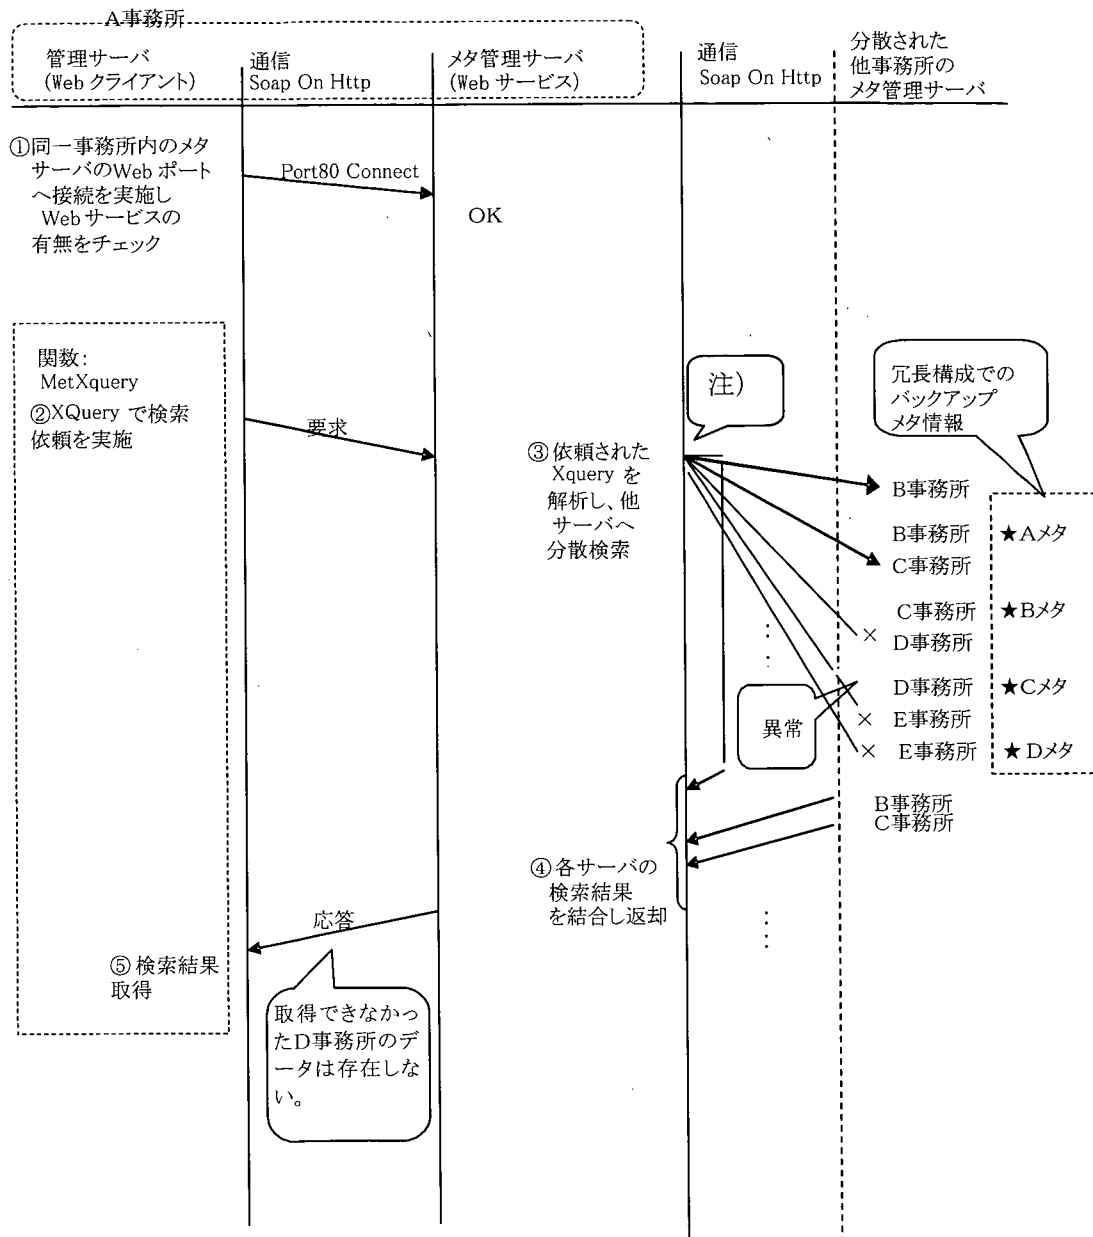 A事務所
管理サーバ
(Web クライアント)
通信
Soap On Http
メタ管理サーバ
(Web サービス)
通信
Soap On Http
分散された
他事務所の
メタ管理サーバ
①同一事務所内のメタ
サーバのWeb ポート
へ接続を実施し
Web サービスの
有無をチェック
Port80 Connect
OK
関数：
MetXquery
②XQuery で検索
依頼を実施
要求
注）
冗長構成での
バックアップ
メタ情報
③ 依頼された
Xquery を
解析し、他
サーバへ
分散検索
B事務所
B事務所 ★Aメタ
C事務所
C事務所 ★Bメタ
× D事務所
D事務所 ★Cメタ
× E事務所
× E事務所 ★Dメタ
異常
B事務所
C事務所
④ 各サーバの
検索結果
を結合し返却
応答
⑤ 検索結果
取得
取得できなかっ
たD事務所のデ
ータは存在しな
い。